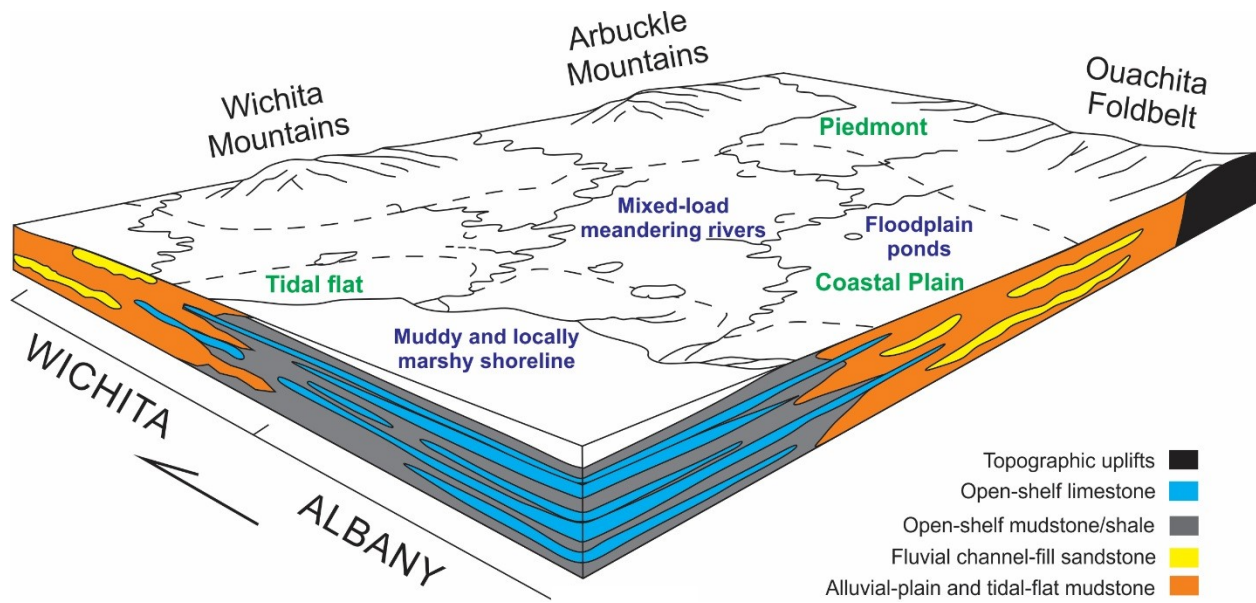 Wichita
Mountains
Arbuckle
Mountains
Ouachita
Foldbelt
Piedmont
Mixed-load
meandering rivers
Floodplain
ponds
Tidal flat
Coastal Plain
Muddy and locally
marshy shoreline
WICHITA
ALBANY
Topographic uplifts
Open-shelf limestone
Open-shelf mudstone/shale
Fluvial channel-fill sandstone
Alluvial-plain and tidal-flat mudstone